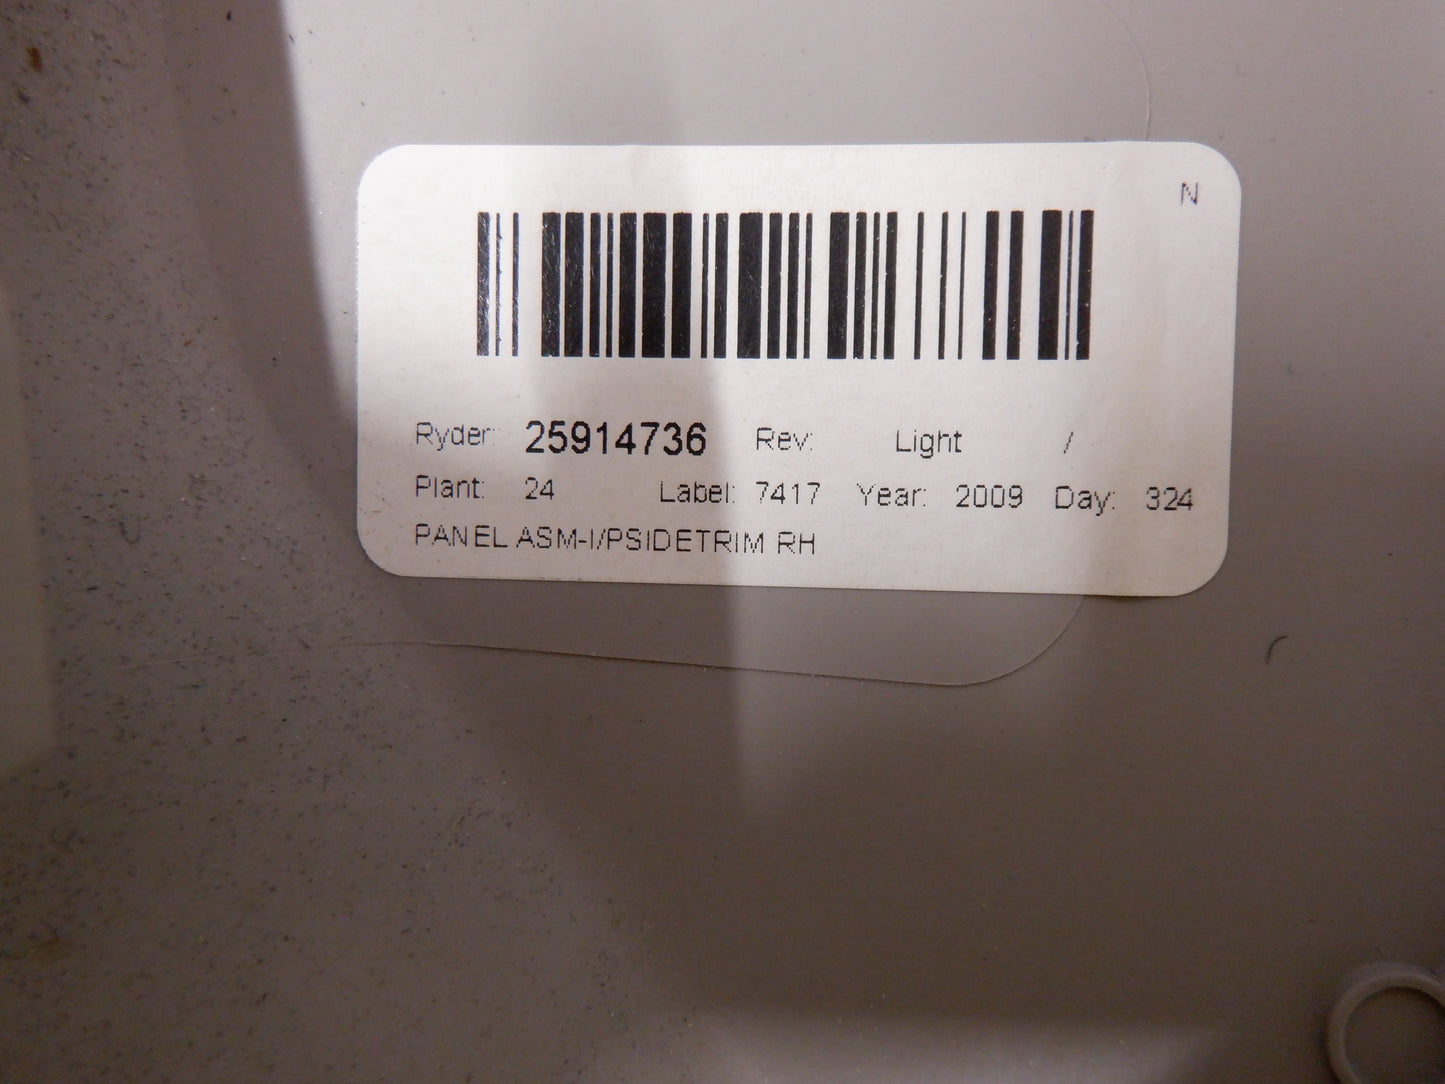 N
Ryder: 25914736 Rev: Light /
Plant: 24 Label: 7417 Year: 2009 Day: 324
PANEL ASM-I/PSIDETRIM RH